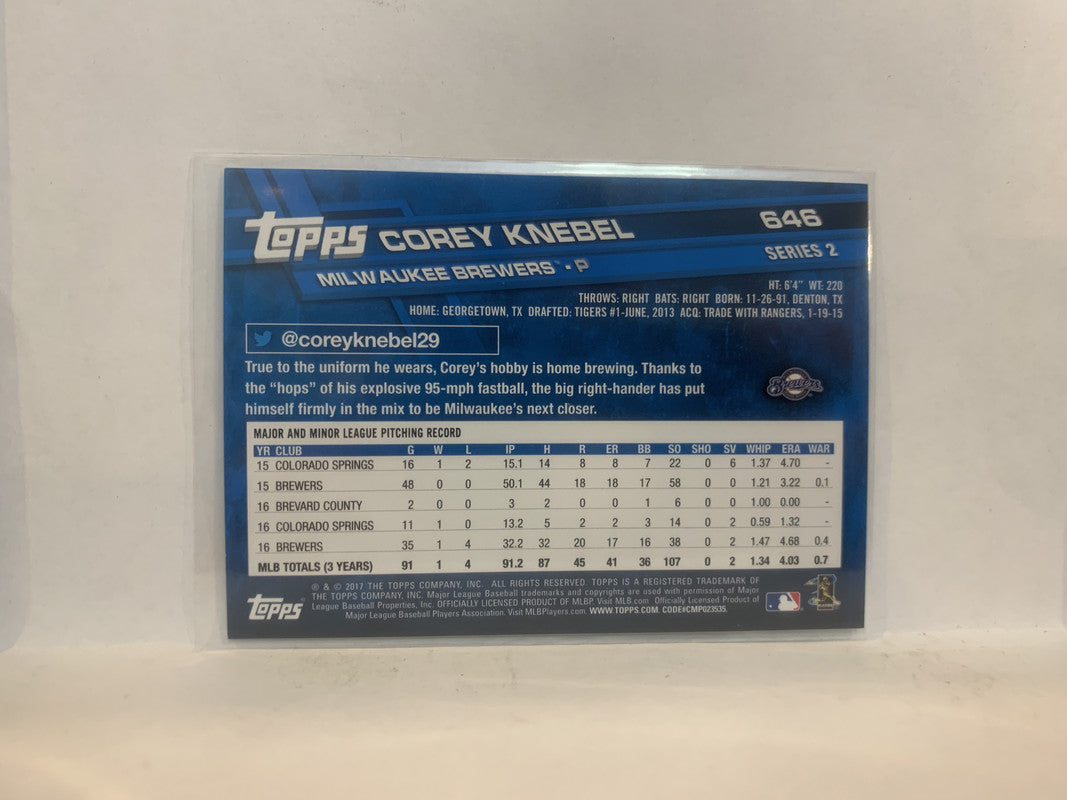 Topps COREY KNEBEL 646
MILWAUKEE BREWERS™ • P SERIES 2
HT: 6'4" WT: 220
THROWS: RIGHT BATS: RIGHT BORN: 11-26-91, DENTON, TX
HOME: GEORGETOWN, TX DRAFTED: TIGERS #1-JUNE, 2013 ACQ: TRADE WITH RANGERS, 1-19-15
@coreyknebel29
True to the uniform he wears, Corey's hobby is home brewing. Thanks to
the “hops” of his explosive 95-mph fastball, the big right-hander has put
himself firmly in the mix to be Milwaukee's next closer.
Brewers
MAJOR AND MINOR LEAGUE PITCHING RECORD
YR CLUB G W L IP H R ER BB SO SHO SV WHIP ERA WAR
15 COLORADO SPRINGS 16 1 2 15.1 14 8 8 7 22 0 6 1.37 4.70 -
15 BREWERS 48 0 0 50.1 44 18 18 17 58 0 0 1.21 3.22 0.1
16 BREVARD COUNTY 2 0 0 3 2 0 0 1 6 0 0 1.00 0.00 -
16 COLORADO SPRINGS 11 1 0 13.2 5 2 2 3 14 0 2 0.59 1.32 -
16 BREWERS 35 1 4 32.2 32 20 17 16 38 0 2 1.47 4.68 0.4
MLB TOTALS (3 YEARS) 91 1 4 91.2 87 45 41 36 107 0 2 1.34 4.03 0.7
® & © 2017 THE TOPPS COMPANY, INC. ALL RIGHTS RESERVED. TOPPS IS A REGISTERED TRADEMARK OF
THE TOPPS COMPANY, INC. Major League Baseball trademarks and copyrights are used with permission of Major
League Baseball Properties, Inc. OFFICIALLY LICENSED PRODUCT OF MLBP Visit MLB.com Officially Licensed Product of
Major League Baseball Players Association. Visit MLBPlayers.com. WWW.TOPPS.COM. CODE#CMP023535.
Topps®